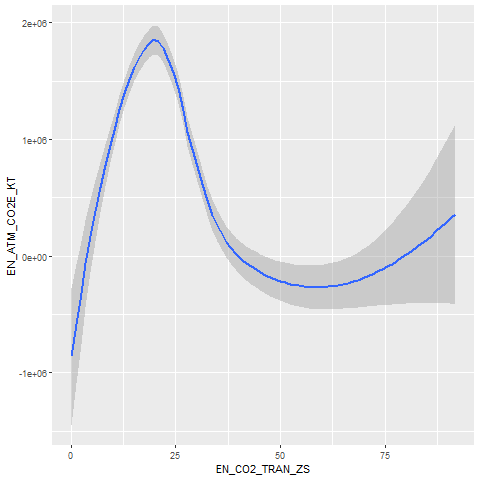 2e+06
1e+06
0e+00
-1e+06
EN_ATM_CO2E_KT
0
25
50
75
EN_CO2_TRAN_ZS